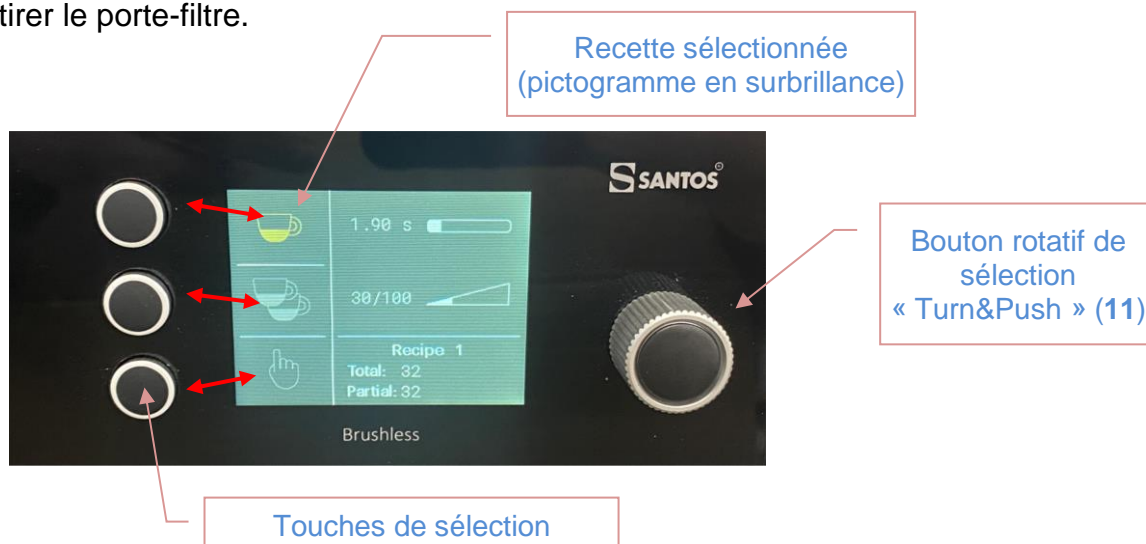 tirer le porte-filtre.
Recette sélectionnée
(pictogramme en surbrillance)
SANTOS®
1.90 s
Bouton rotatif de
sélection
« Turn&Push » (11)
30/100
Recipe 1
Total: 32
Partial: 32
Brushless
Touches de sélection